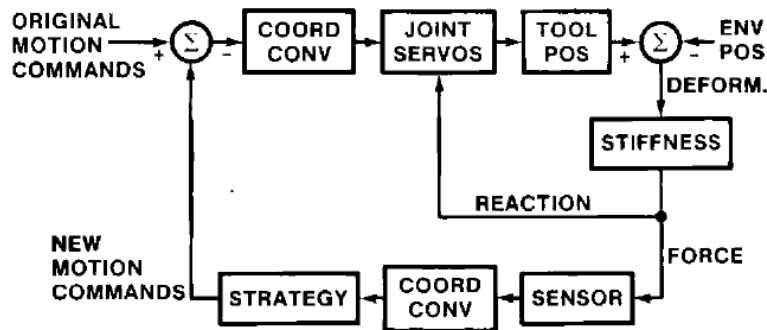 ORIGINAL
MOTION
COMMANDS
+
Σ
−
COORD
CONV
JOINT
SERVOS
TOOL
POS
+
Σ
−
ENV
POS
DEFORM.
STIFFNESS
REACTION
FORCE
NEW
MOTION
COMMANDS
STRATEGY
COORD
CONV
SENSOR